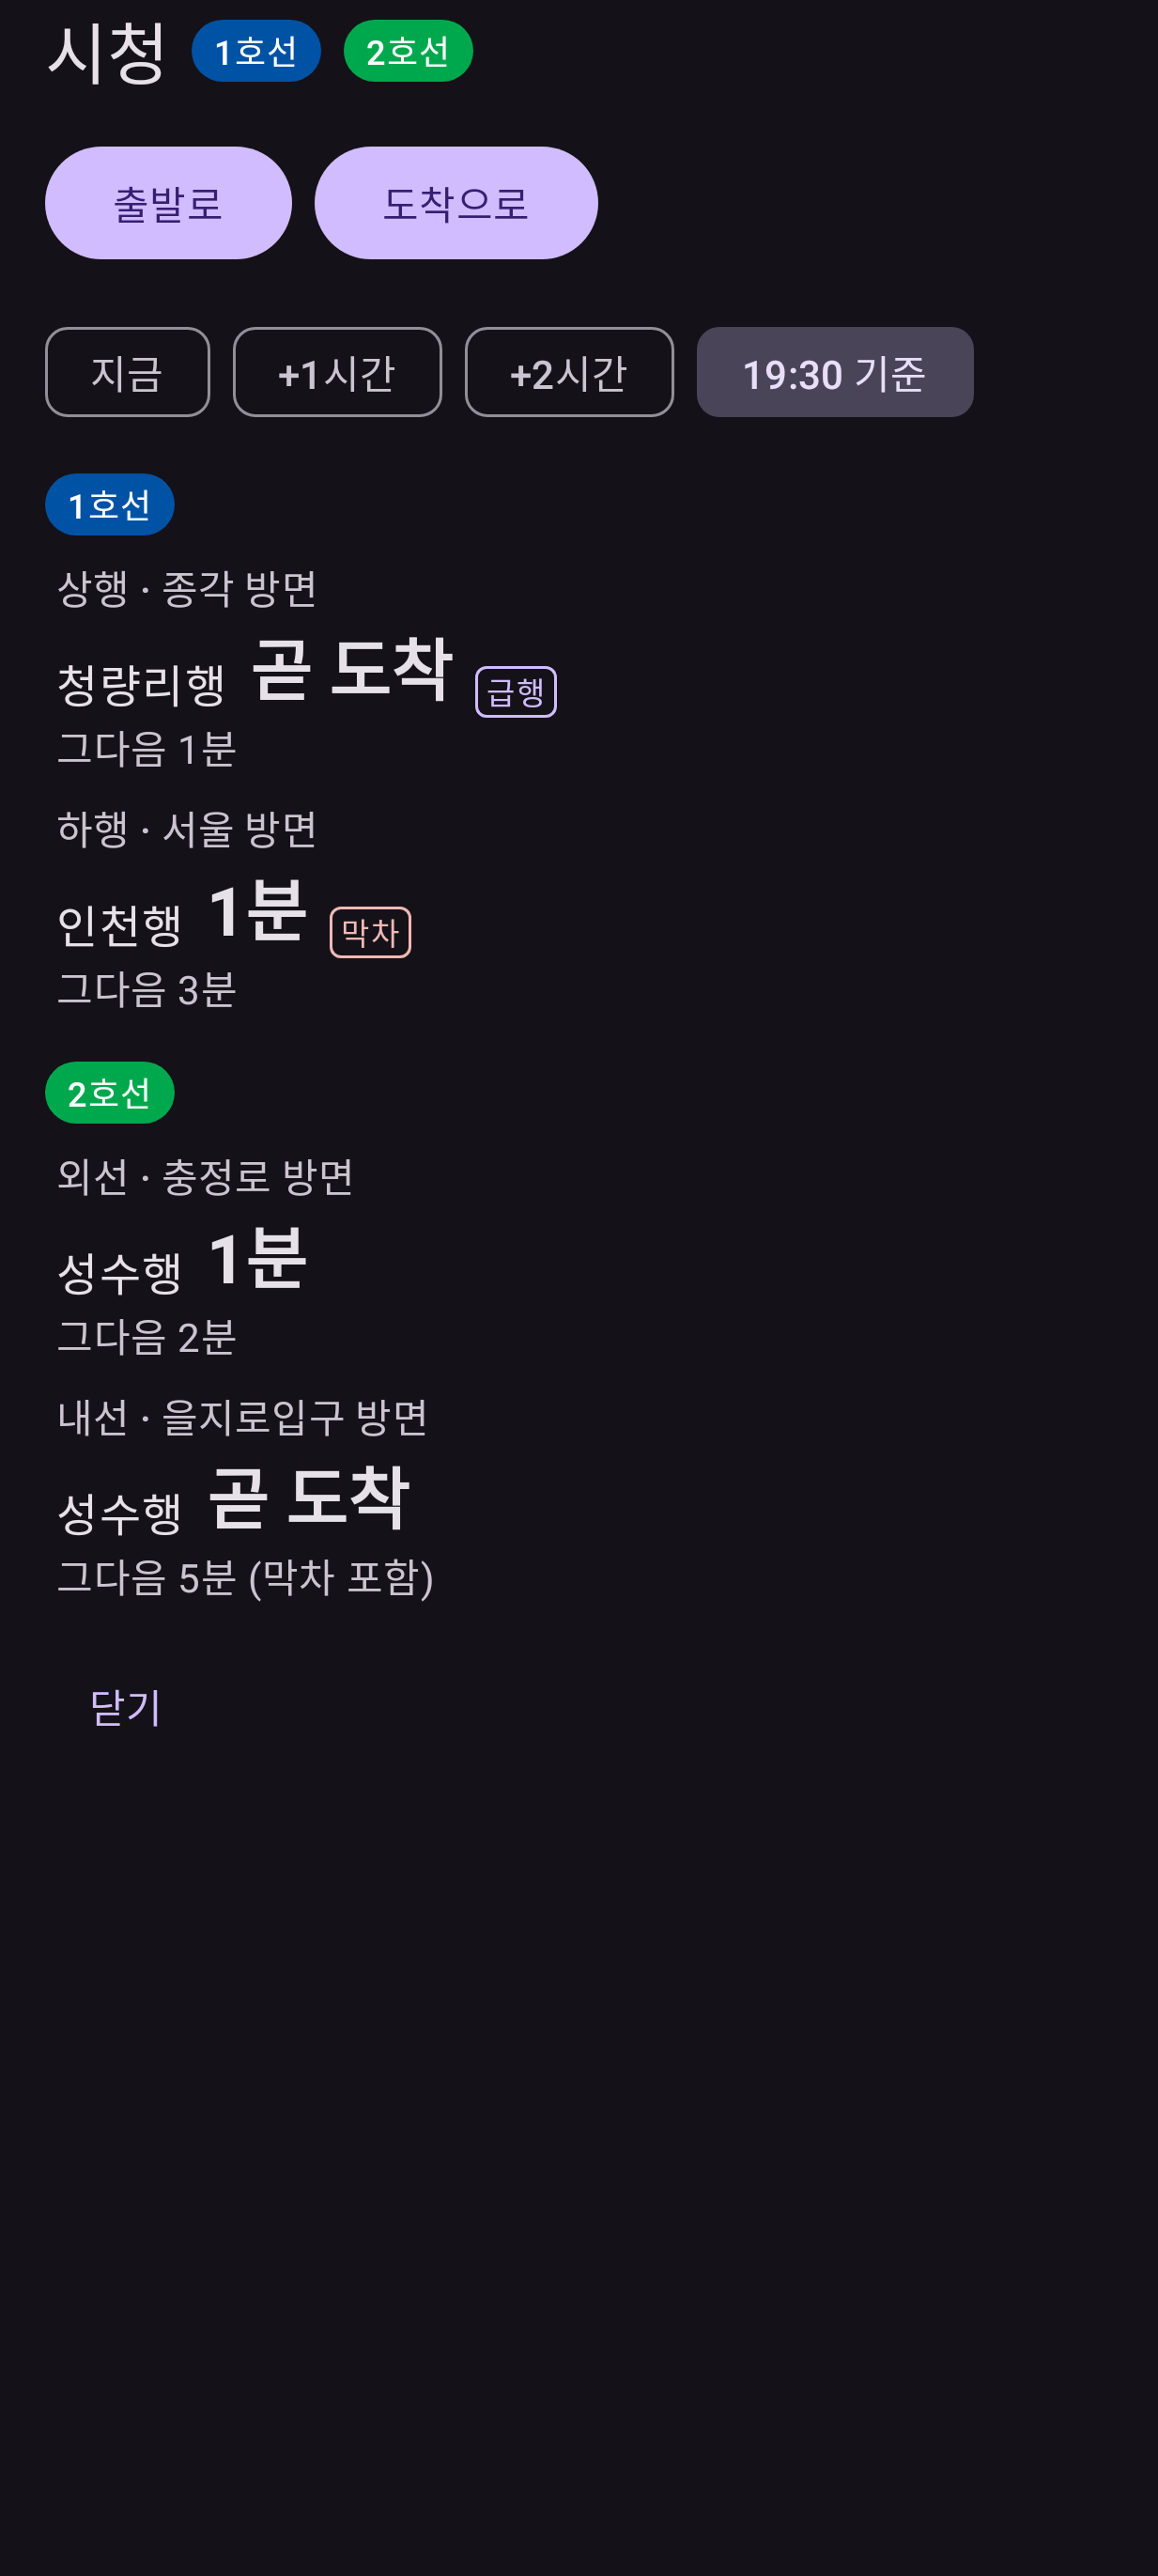 시청 1호선 2호선
출발로 도착으로
지금 +1시간 +2시간 19:30 기준
1호선
상행 · 종각 방면
청량리행 곧 도착 급행
그다음 1분
하행 · 서울 방면
인천행 1분 막차
그다음 3분
2호선
외선 · 충정로 방면
성수행 1분
그다음 2분
내선 · 을지로입구 방면
성수행 곧 도착
그다음 5분 (막차 포함)
닫기